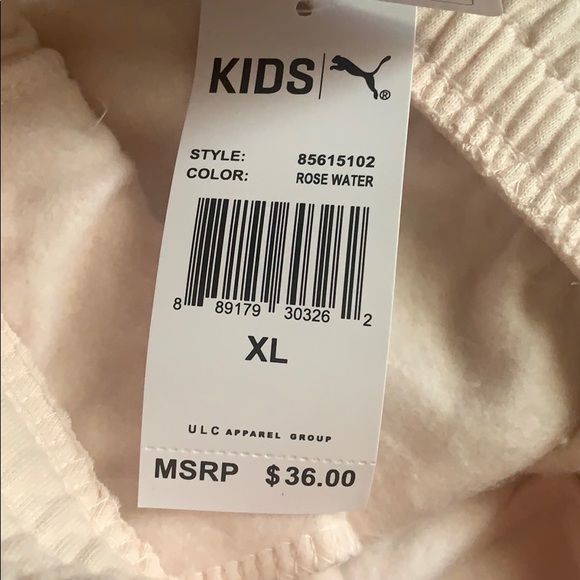 KIDS ®
STYLE: 85615102
COLOR: ROSE WATER
8 89179 30326 2
XL
ULC APPAREL GROUP
MSRP $36.00